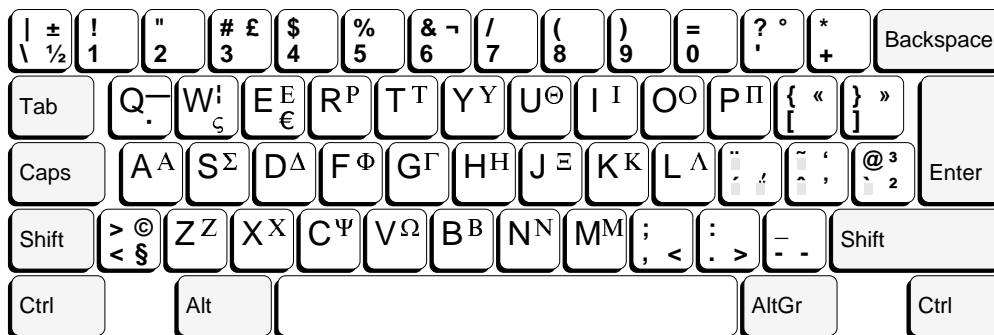 | ± ! " # £ $ % & ¬ / ( ) = ? ° * Backspace
\ ½ 1 2 3 4 5 6 7 8 9 0 ' +
Tab Q — W ¦ E Ε R Ρ T Τ Y Υ U Θ I Ι O Ο P Π { « } » Enter
. ς € [ ]
Caps A Α S Σ D Δ F Φ G Γ H Η J Ξ K Κ L Λ ¨ ˜ ‘ @ ³
´ ΅ ˆ ’ ` ²
Shift > © Z Ζ X Χ C Ψ V Ω B Β N Ν M Μ ; : _ Shift
< § , < . > - -
Ctrl Alt AltGr Ctrl